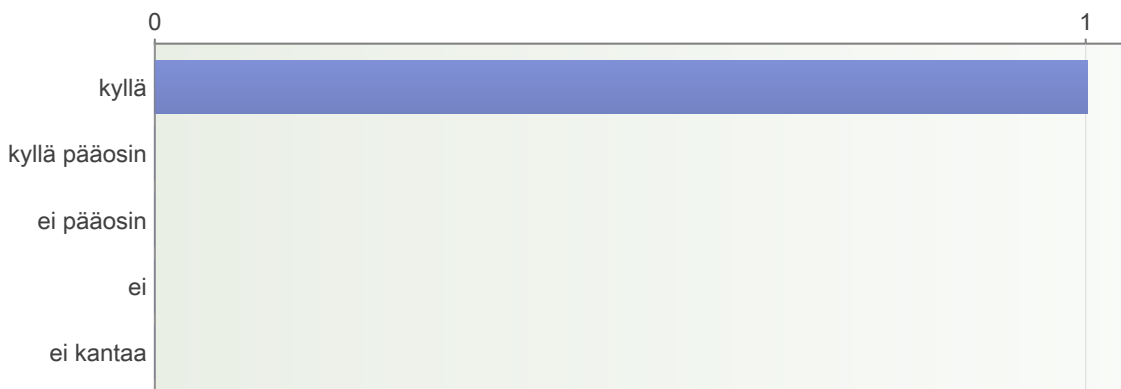 0 1
kyllä
kyllä pääosin
ei pääosin
ei
ei kantaa